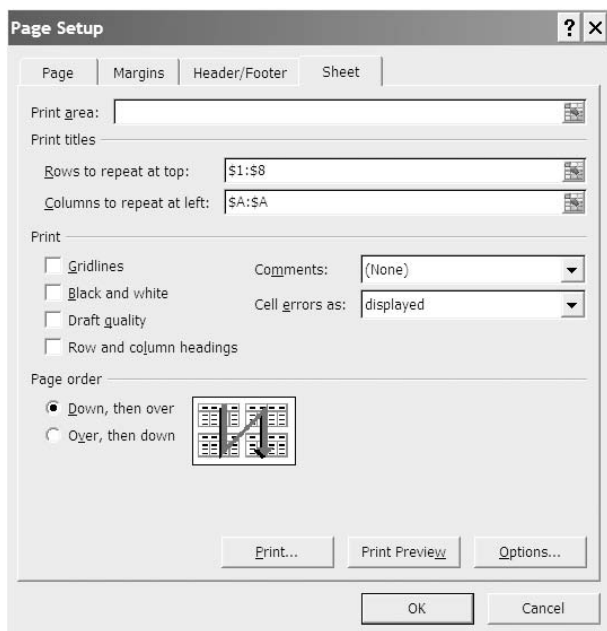 Page Setup ? ×
Page Margins Header/Footer Sheet
Print area:
Print titles
Rows to repeat at top: $1:$8
Columns to repeat at left: $A:$A
Print
Gridlines Comments: (None)
Black and white Cell errors as: displayed
Draft quality
Row and column headings
Page order
Down, then over
Over, then down
Print... Print Preview Options...
OK Cancel